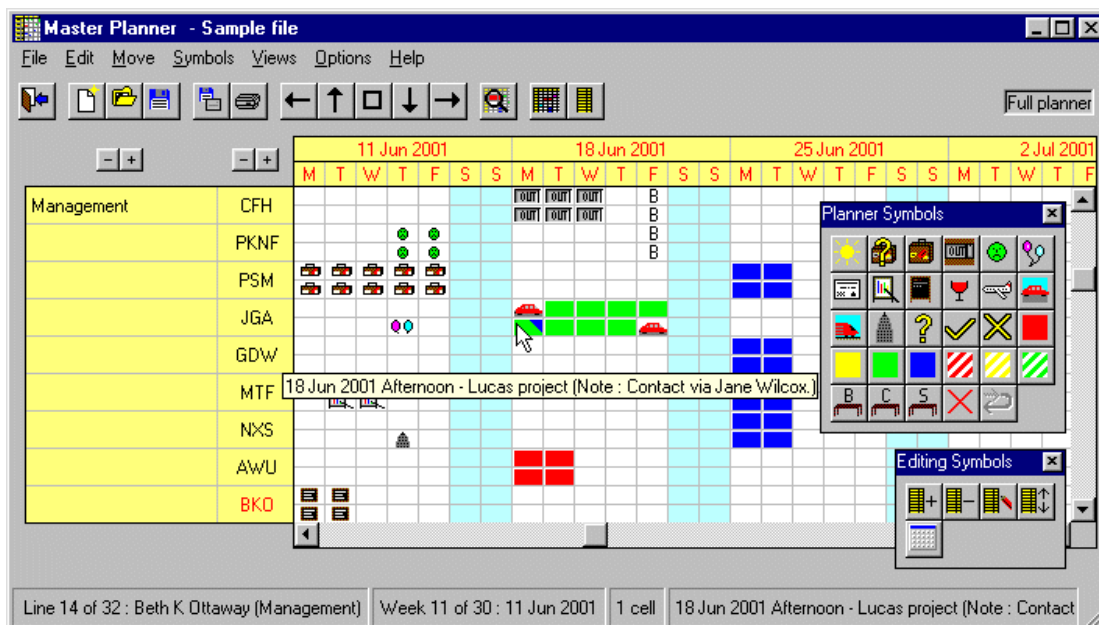 Master Planner - Sample file
File Edit Move Symbols Views Options Help
Full planner
- + - + 11 Jun 2001 18 Jun 2001 25 Jun 2001 2 Jul 2001
M T W T F S S M T W T F S S M T W T F S S M T W T F
Management CFH OUT OUT OUT B
OUT OUT OUT B
PKNF B
B
PSM
JGA
GDW
MTF
NXS
AWU
BKO
18 Jun 2001 Afternoon - Lucas project (Note : Contact via Jane Wilcox.)
Planner Symbols
OUT
?
B C S
Editing Symbols
Line 14 of 32 : Beth K Ottaway (Management) Week 11 of 30 : 11 Jun 2001 1 cell 18 Jun 2001 Afternoon - Lucas project (Note : Contact